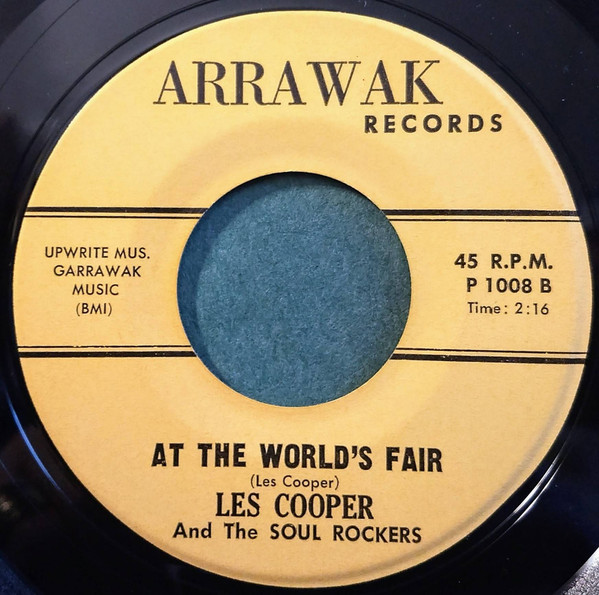 ARRAWAK
RECORDS
UPWRITE MUS.
GARRAWAK
MUSIC
(BMI)
45 R.P.M.
P 1008 B
Time: 2:16
AT THE WORLD'S FAIR
(Les Cooper)
LES COOPER
And The SOUL ROCKERS